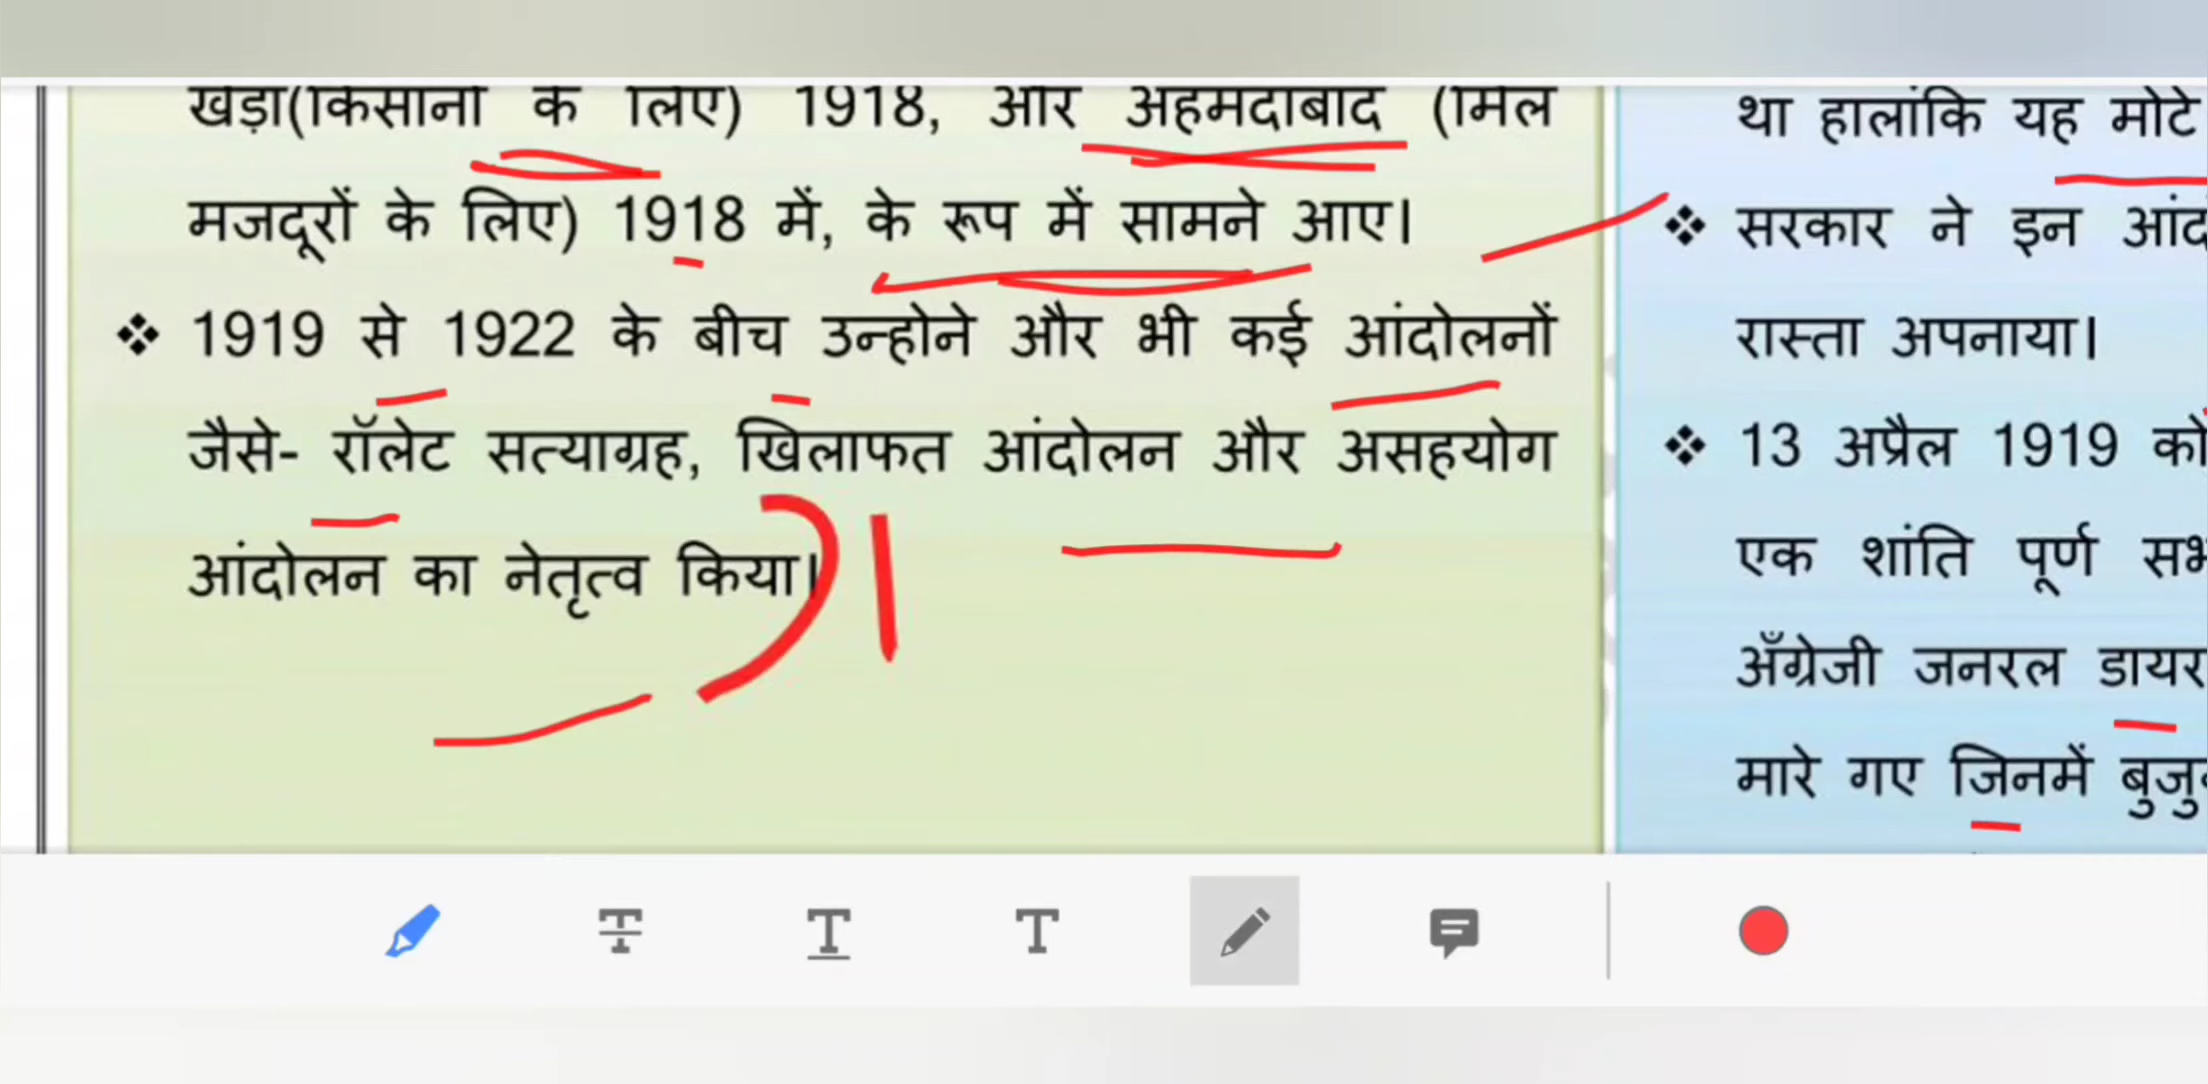 खेड़ा(किसानों के लिए) 1918, और अहमदाबाद (मिल
मजदूरों के लिए) 1918 में, के रूप में सामने आए।
❖ 1919 से 1922 के बीच उन्होने और भी कई आंदोलनों
जैसे- रॉलेट सत्याग्रह, खिलाफत आंदोलन और असहयोग
आंदोलन का नेतृत्व किया।
था हालांकि यह मोटे
❖ सरकार ने इन
रास्ता अपनाया।
❖ 13 अप्रैल 1919 को
एक शांति पूर्ण
अँग्रेजी जनरल डायर
मारे गए जिनमें